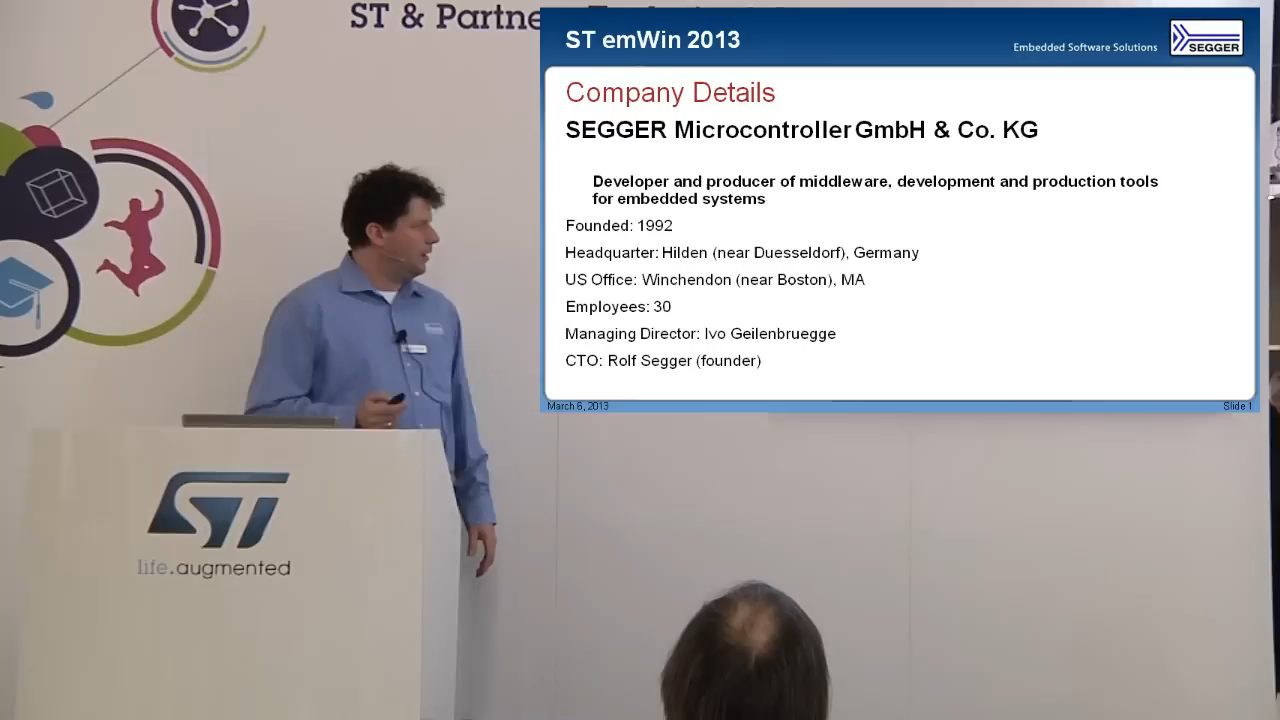 ST & Partne
ST emWin 2013
Embedded Software Solutions
SEGGER
Company Details
SEGGER Microcontroller GmbH & Co. KG
Developer and producer of middleware, development and production tools
for embedded systems
Founded: 1992
Headquarter: Hilden (near Duesseldorf), Germany
US Office: Winchendon (near Boston), MA
Employees: 30
Managing Director: Ivo Geilenbruegge
CTO: Rolf Segger (founder)
March 6, 2013
Slide 1
ST
life.augmented